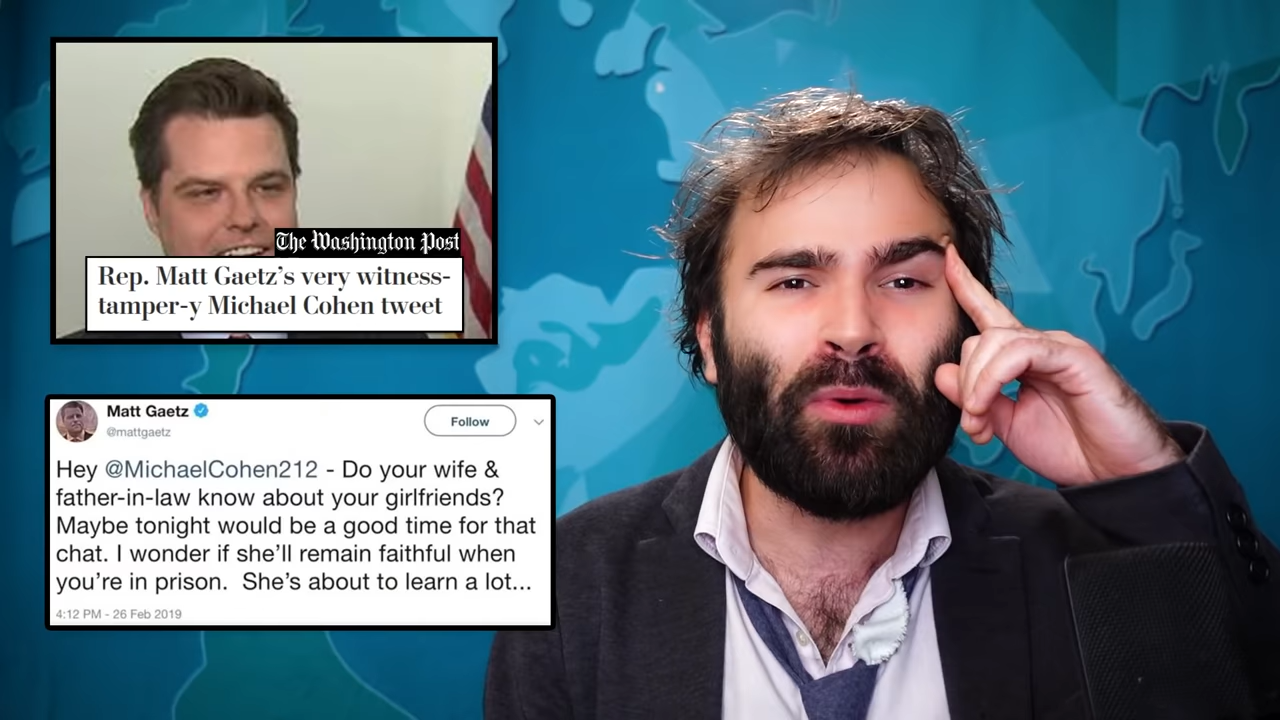 The Washington Post
Rep. Matt Gaetz's very witness-
tamper-y Michael Cohen tweet
Matt Gaetz
@mattgaetz
Follow
Hey @MichaelCohen212 - Do your wife &
father-in-law know about your girlfriends?
Maybe tonight would be a good time for that
chat. I wonder if she'll remain faithful when
you're in prison.  She's about to learn a lot...
4:12 PM - 26 Feb 2019